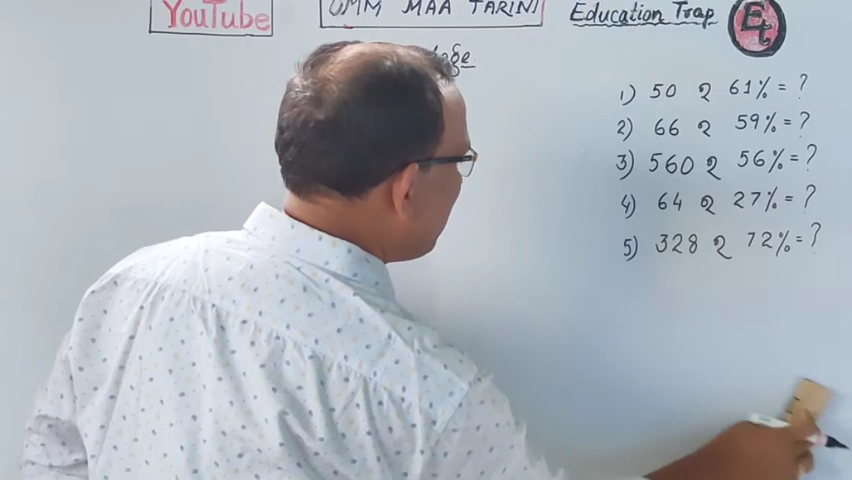 YouTube OMM MAA TARINI Education Trap Et
1) 50 ର 61% = ?
2) 66 ର 59% = ?
3) 560 ର 56% = ?
4) 64 ର 27% = ?
5) 328 ର 72% = ?